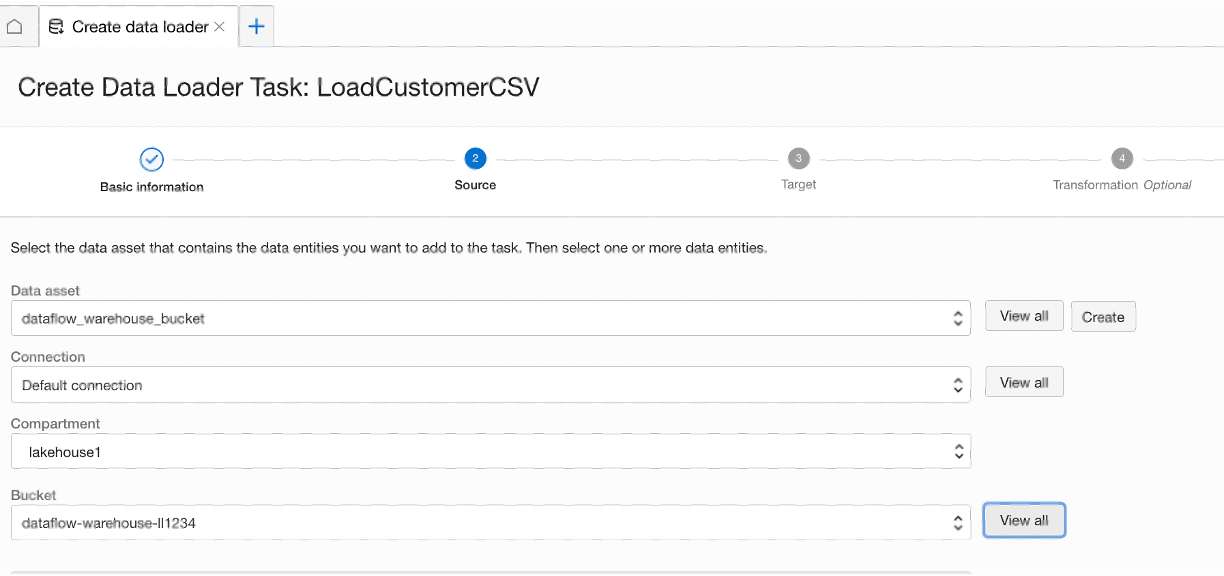 Create data loader
Create Data Loader Task: LoadCustomerCSV
2
3
4
Basic information
Source
Target
Transformation Optional
Select the data asset that contains the data entities you want to add to the task. Then select one or more data entities.
Data asset
dataflow_warehouse_bucket
View all
Create
Connection
Default connection
View all
Compartment
lakehouse1
Bucket
dataflow-warehouse-ll1234
View all